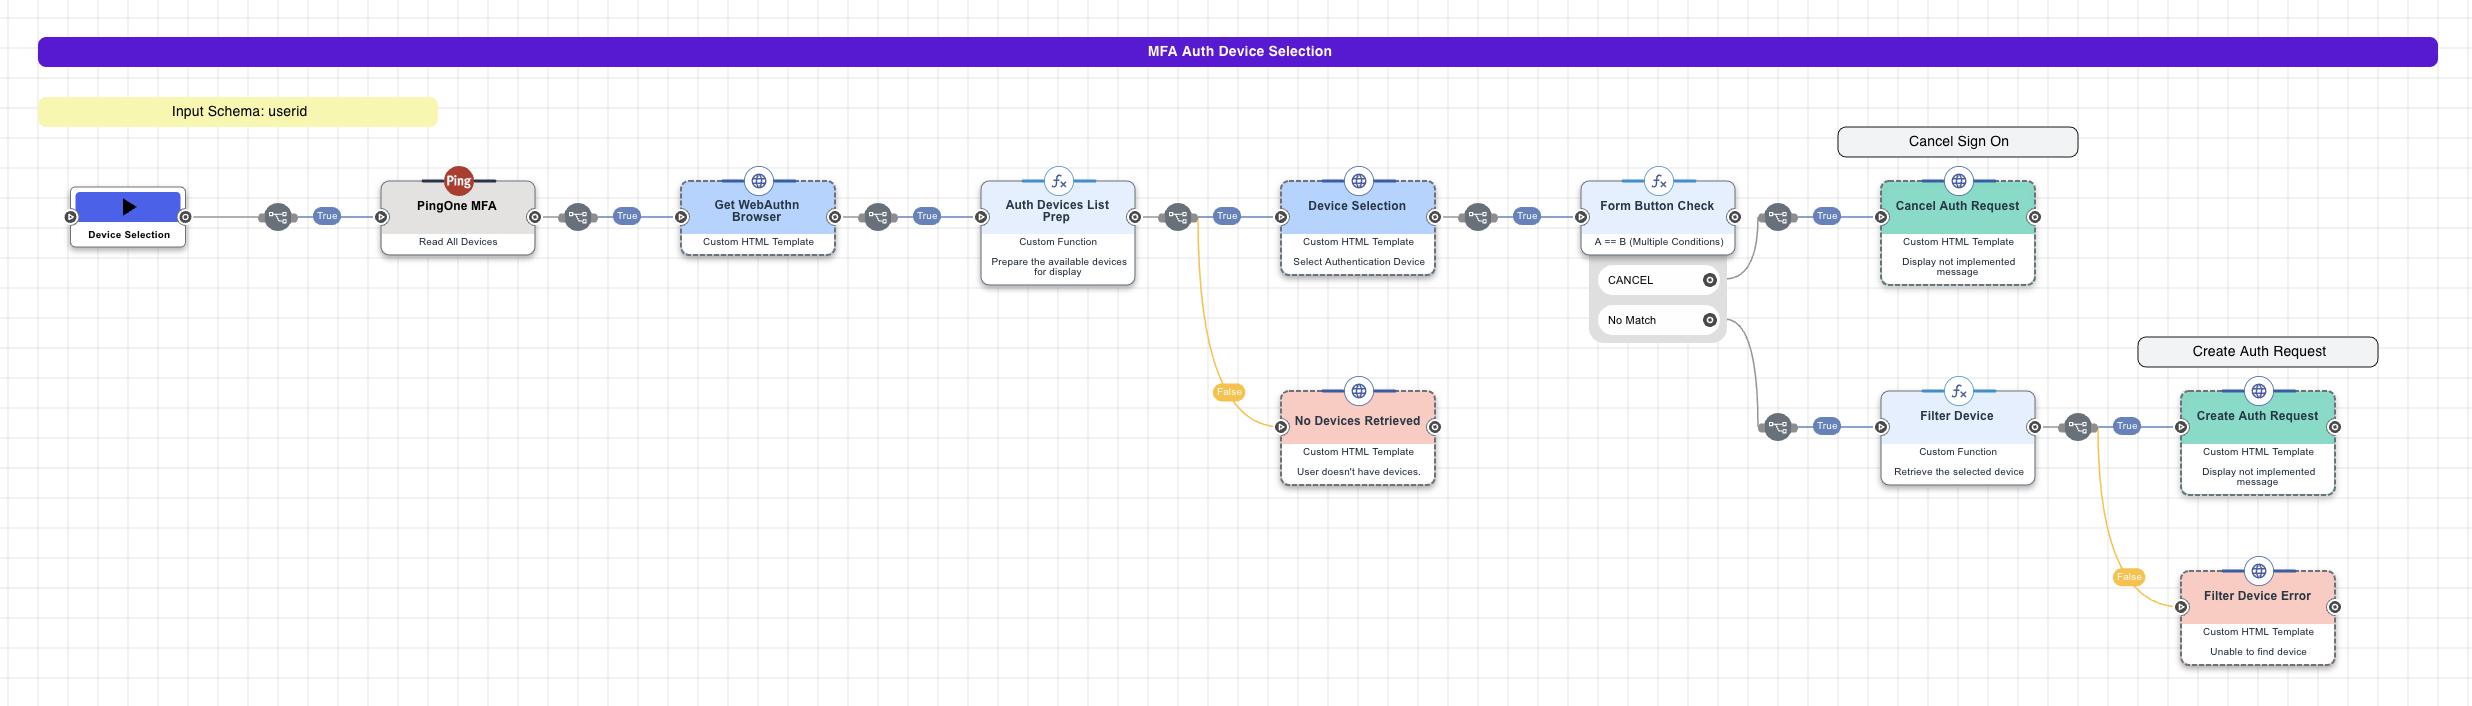 MFA Auth Device Selection
Input Schema: userid
Cancel Sign On
Device Selection
True
Ping
PingOne MFA
Read All Devices
True
Get WebAuthn
Browser
Custom HTML Template
True
fx
Auth Devices List
Prep
Custom Function
Prepare the available devices
for display
True
Device Selection
Custom HTML Template
Select Authentication Device
True
fx
Form Button Check
A == B (Multiple Conditions)
CANCEL
No Match
True
Cancel Auth Request
Custom HTML Template
Display not implemented
message
False
No Devices Retrieved
Custom HTML Template
User doesn't have devices.
True
fx
Filter Device
Custom Function
Retrieve the selected device
True
Create Auth Request
Create Auth Request
Custom HTML Template
Display not implemented
message
False
Filter Device Error
Custom HTML Template
Unable to find device